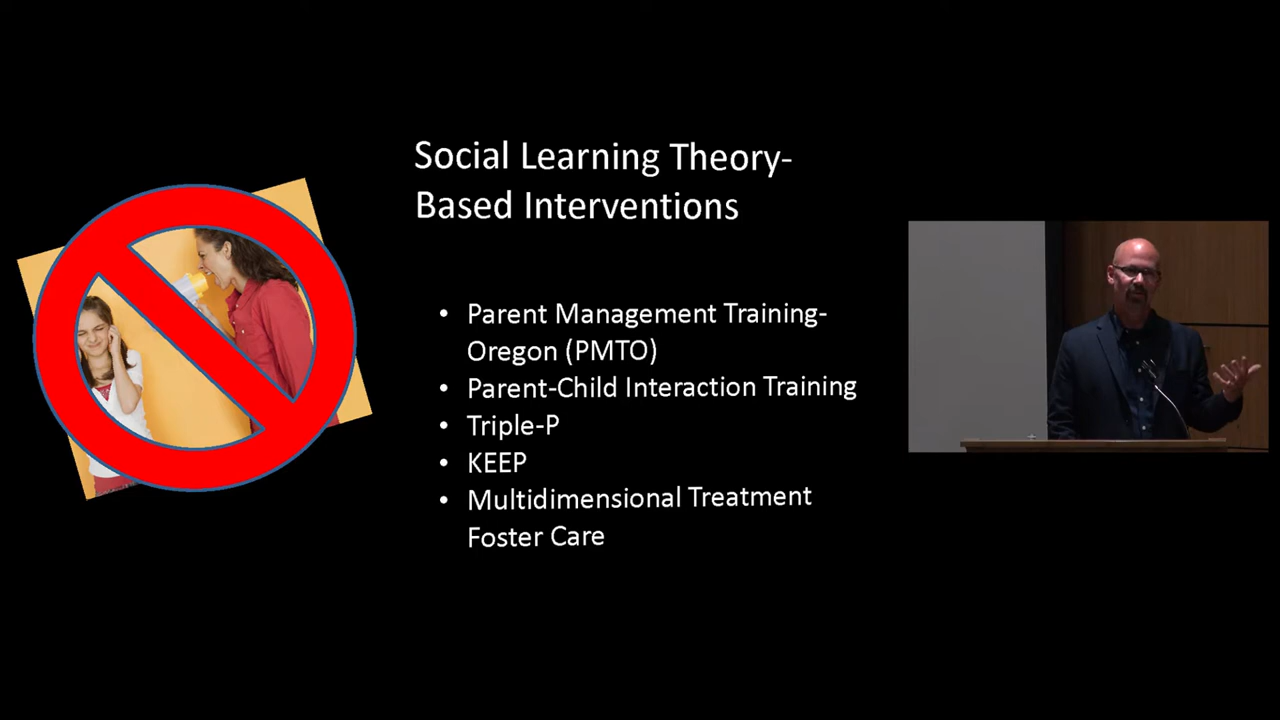 Social Learning Theory-
Based Interventions
• Parent Management Training-
Oregon (PMTO)
• Parent-Child Interaction Training
• Triple-P
• KEEP
• Multidimensional Treatment
Foster Care